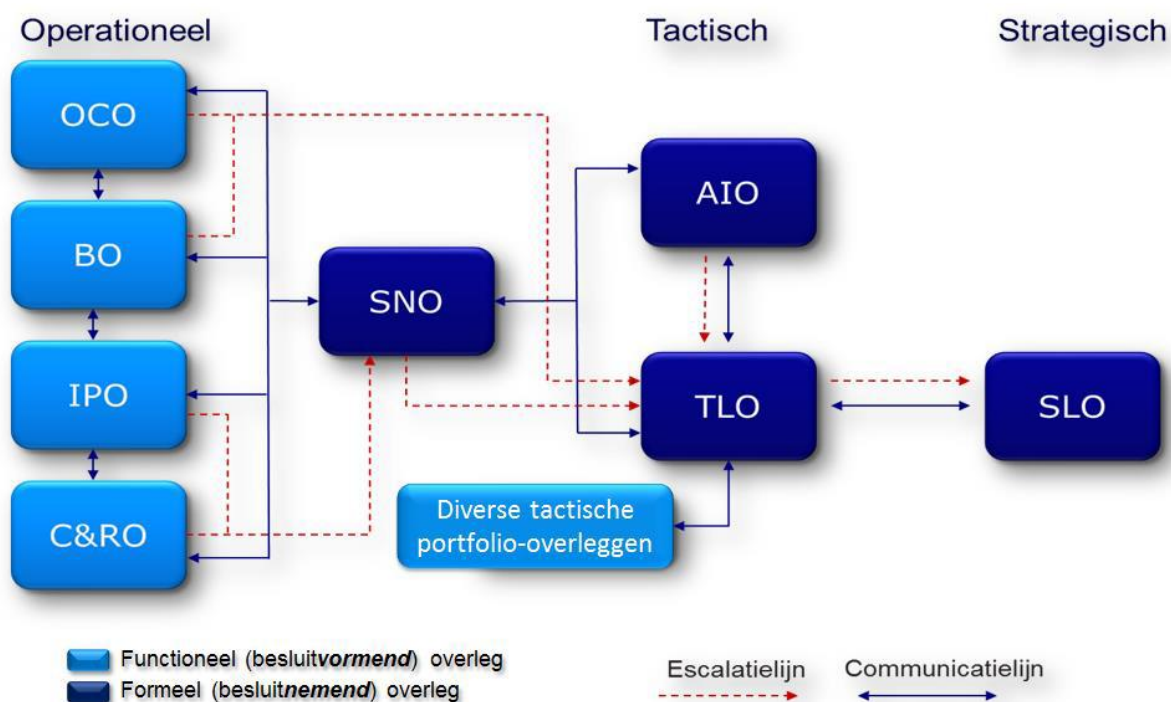 Operationeel
Tactisch
Strategisch
OCO
AIO
BO
SNO
IPO
TLO
SLO
C&RO
Diverse tactische
portfolio-overleggen
Functioneel (besluitvormend) overleg
Formeel (besluitnemend) overleg
Escalatielijn
Communicatielijn